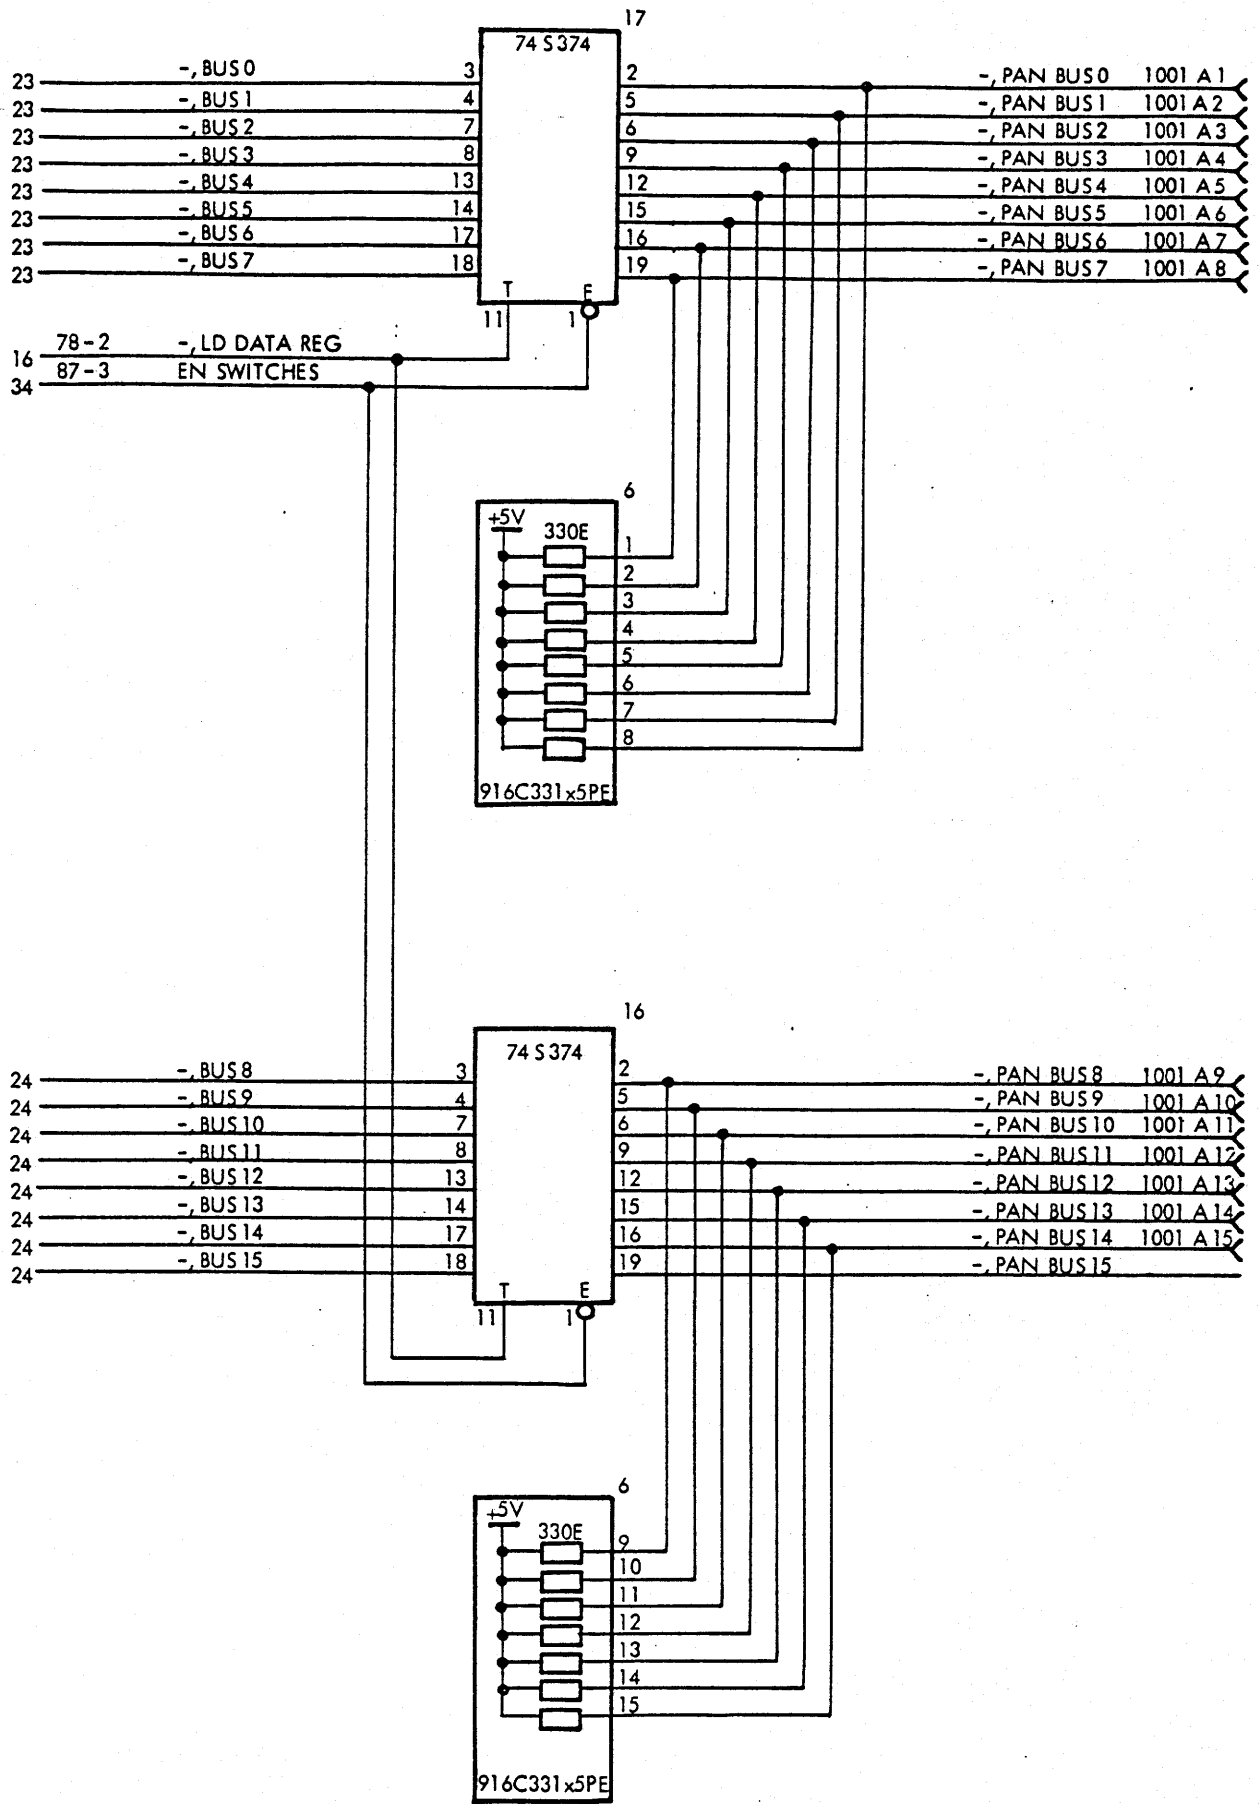 17
74 S 374
23 -, BUS 0 3 2 -, PAN BUS 0 1001 A 1
23 -, BUS 1 4 5 -, PAN BUS 1 1001 A 2
23 -, BUS 2 7 6 -, PAN BUS 2 1001 A 3
23 -, BUS 3 8 9 -, PAN BUS 3 1001 A 4
23 -, BUS 4 13 12 -, PAN BUS 4 1001 A 5
23 -, BUS 5 14 15 -, PAN BUS 5 1001 A 6
23 -, BUS 6 17 16 -, PAN BUS 6 1001 A 7
23 -, BUS 7 18 19 -, PAN BUS 7 1001 A 8
T E
11 1
16 78-2 -, LD DATA REG
34 87-3 EN SWITCHES
6
+5V
330E
1
2
3
4
5
6
7
8
916C331x5PE
16
74 S 374
24 -, BUS 8 3 2 -, PAN BUS 8 1001 A 9
24 -, BUS 9 4 5 -, PAN BUS 9 1001 A 10
24 -, BUS 10 7 6 -, PAN BUS 10 1001 A 11
24 -, BUS 11 8 9 -, PAN BUS 11 1001 A 12
24 -, BUS 12 13 12 -, PAN BUS 12 1001 A 13
24 -, BUS 13 14 15 -, PAN BUS 13 1001 A 14
24 -, BUS 14 17 16 -, PAN BUS 14 1001 A 15
24 -, BUS 15 18 19 -, PAN BUS 15
T E
11 1
6
+5V
330E
9
10
11
12
13
14
15
916C331x5PE